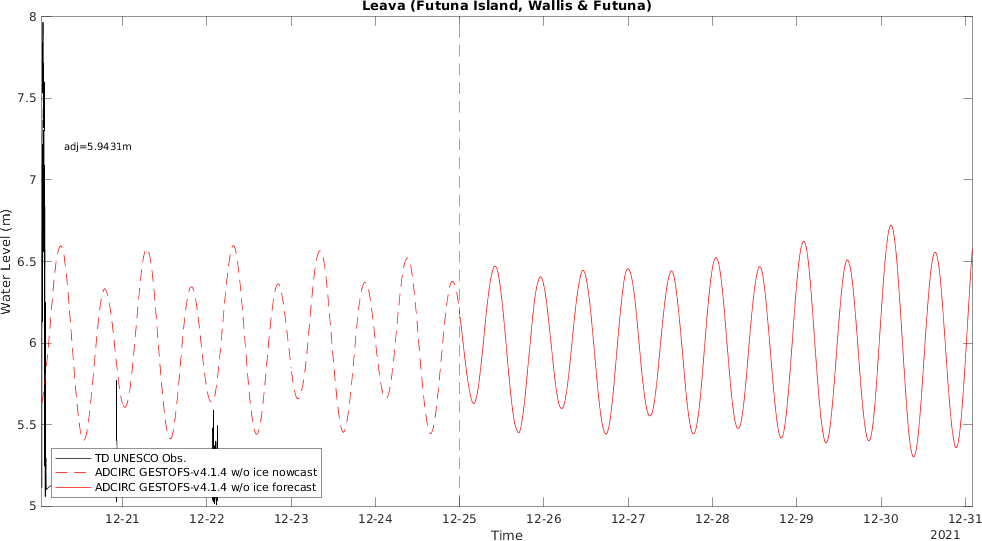 Leava (Futuna Island, Wallis & Futuna)
8
7.5
7
6.5
6
5.5
5
Water Level (m)
adj=5.9431m
TD UNESCO Obs.
ADCIRC GESTOFS-v4.1.4 w/o ice nowcast
ADCIRC GESTOFS-v4.1.4 w/o ice forecast
12-21 12-22 12-23 12-24 12-25 12-26 12-27 12-28 12-29 12-30 12-31
Time
2021